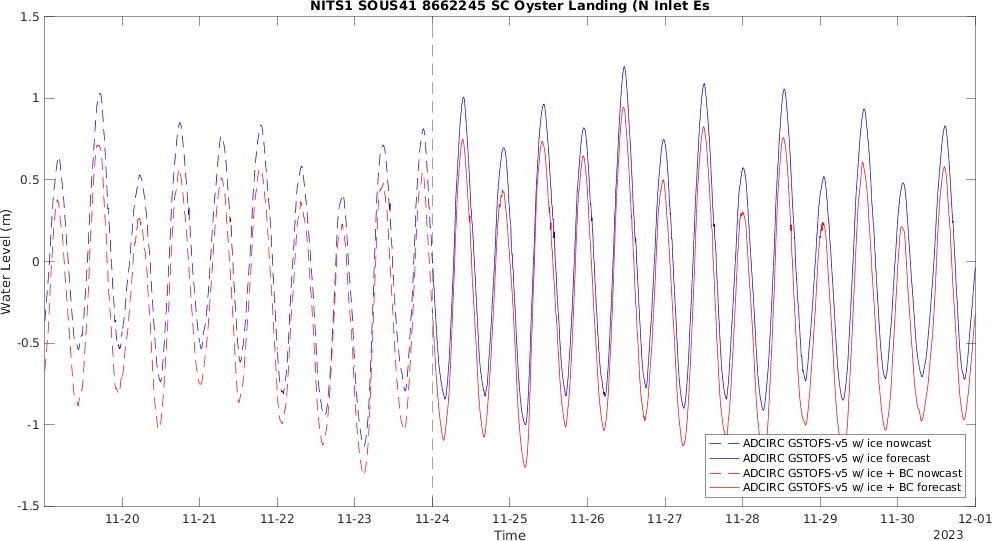 NITS1 SOUS41 8662245 SC Oyster Landing (N Inlet Es
1.5
1
0.5
0
-0.5
-1
-1.5
Water Level (m)
ADCIRC GSTOFS-v5 w/ ice nowcast
ADCIRC GSTOFS-v5 w/ ice forecast
ADCIRC GSTOFS-v5 w/ ice + BC nowcast
ADCIRC GSTOFS-v5 w/ ice + BC forecast
11-20 11-21 11-22 11-23 11-24 11-25 11-26 11-27 11-28 11-29 11-30 12-01
Time
2023